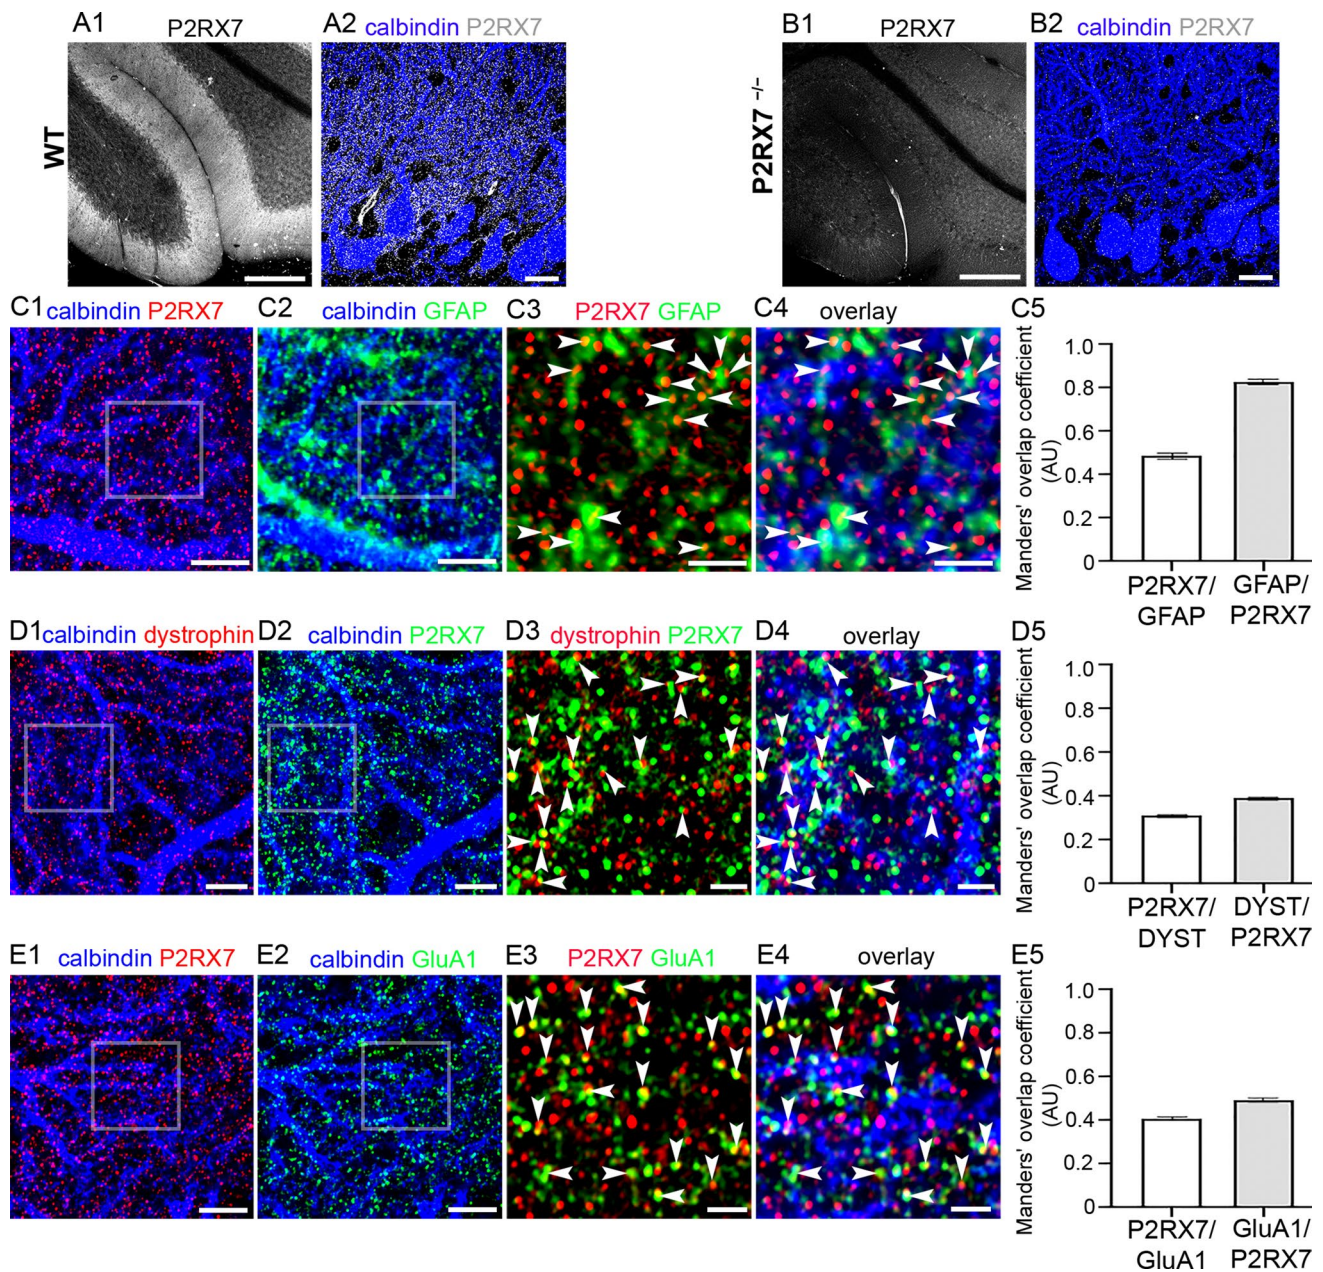 A1 P2RX7
A2 calbindin P2RX7
B1 P2RX7
B2 calbindin P2RX7
WT
P2RX7 -/-
C1 calbindin P2RX7
C2 calbindin GFAP
C3 P2RX7 GFAP
C4 overlay
C5
Manders' overlap coefficient
(AU)
1.0
0.8
0.6
0.4
0.2
0
P2RX7/
GFAP
GFAP/
P2RX7
D1 calbindin dystrophin
D2 calbindin P2RX7
D3 dystrophin P2RX7
D4 overlay
D5
Manders' overlap coefficient
(AU)
1.0
0.8
0.6
0.4
0.2
0
P2RX7/
DYST
DYST/
P2RX7
E1 calbindin P2RX7
E2 calbindin GluA1
E3 P2RX7 GluA1
E4 overlay
E5
Manders' overlap coefficient
(AU)
1.0
0.8
0.6
0.4
0.2
0
P2RX7/
GluA1
GluA1/
P2RX7